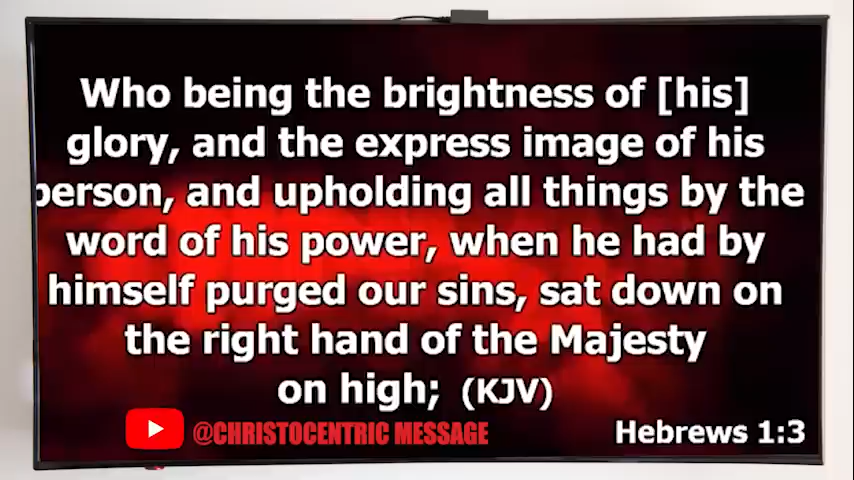 Who being the brightness of [his]
glory, and the express image of his
person, and upholding all things by the
word of his power, when he had by
himself purged our sins, sat down on
the right hand of the Majesty
on high; (KJV)
@CHRISTOCENTRIC MESSAGE
Hebrews 1:3